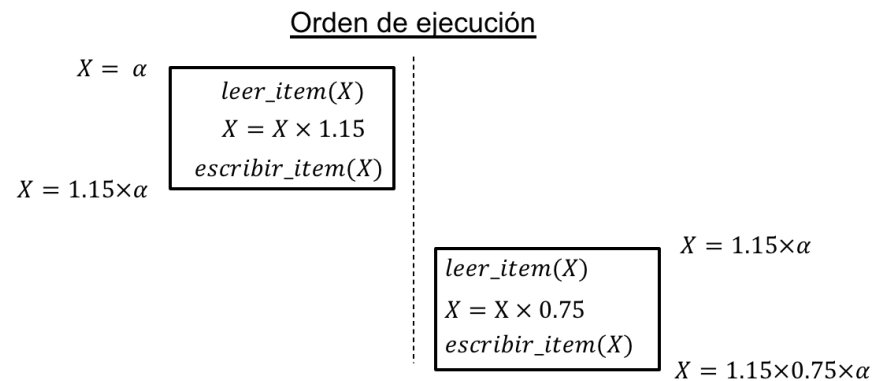 Orden de ejecución
X = α
leer_item(X)
X = X × 1.15
escribir_item(X)
X = 1.15×α
X = 1.15×α
leer_item(X)
X = X × 0.75
escribir_item(X)
X = 1.15×0.75×α